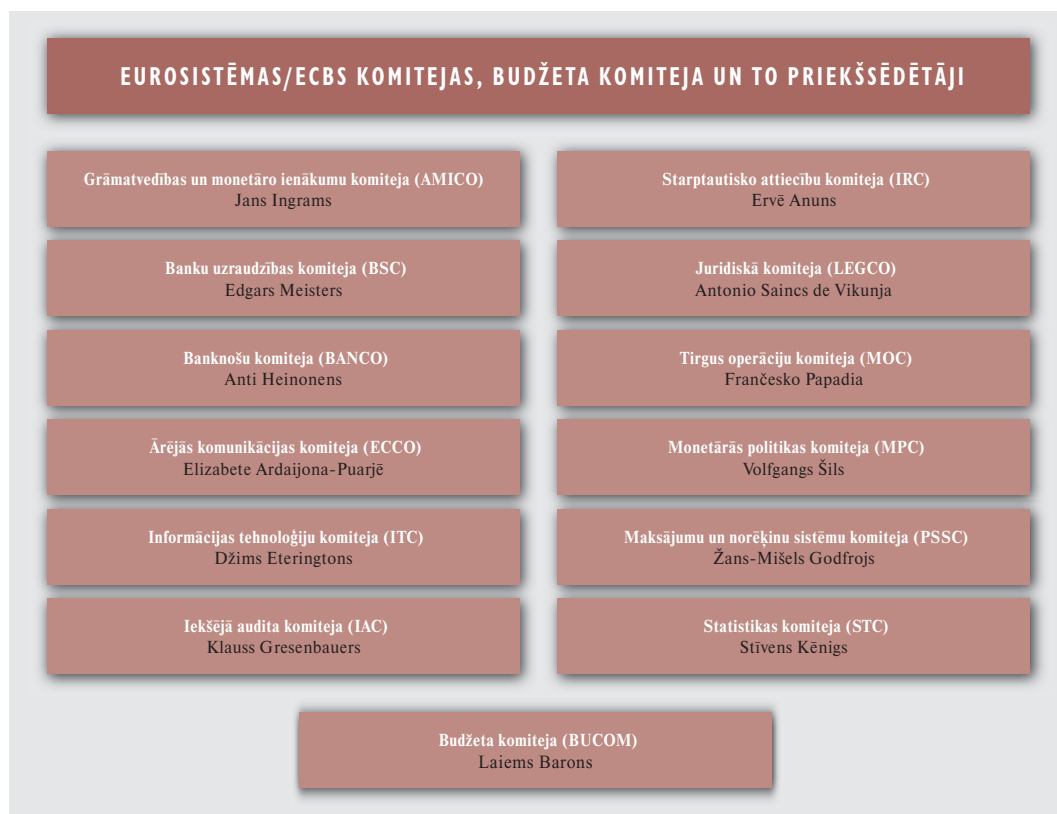 EUROSISTĒMAS/ECBS KOMITEJAS, BUDŽETA KOMITEJA UN TO PRIEKŠSĒDĒTĀJI
Grāmatvedības un monetāro ienākumu komiteja (AMICO)
Jans Ingrams
Banku uzraudzības komiteja (BSC)
Edgars Meisters
Banknošu komiteja (BANCO)
Anti Heinonens
Ārējās komunikācijas komiteja (ECCO)
Elizabete Ardaijona-Puarjē
Informācijas tehnoloģiju komiteja (ITC)
Džims Eteringtons
Iekšējā audita komiteja (IAC)
Klauss Gresenbauers
Starptautisko attiecību komiteja (IRC)
Ervē Anuns
Juridiskā komiteja (LEGCO)
Antonio Saincs de Vikunja
Tirgus operāciju komiteja (MOC)
Frančesko Papadia
Monetārās politikas komiteja (MPC)
Volfgangs Šils
Maksājumu un norēķinu sistēmu komiteja (PSSC)
Žans-Mišels Godfrojs
Statistikas komiteja (STC)
Stīvens Kēnigs
Budžeta komiteja (BUCOM)
Laiems Barons